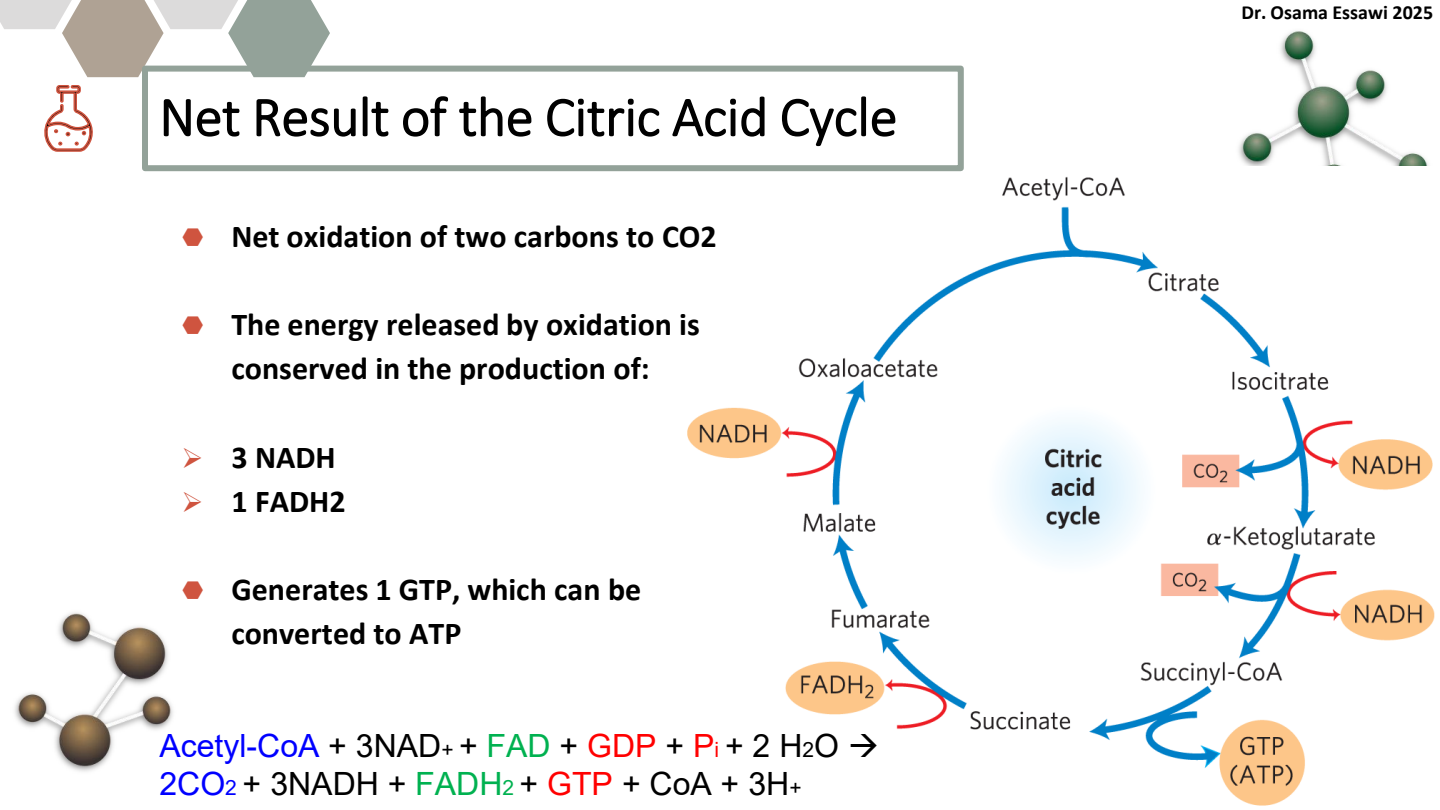 Dr. Osama Essawi 2025
Net Result of the Citric Acid Cycle
Net oxidation of two carbons to CO2
The energy released by oxidation is
conserved in the production of:
3 NADH
1 FADH2
Generates 1 GTP, which can be
converted to ATP
Acetyl-CoA + 3NAD+ + FAD + GDP + Pi + 2 H2O →
2CO2 + 3NADH + FADH2 + GTP + CoA + 3H+
Acetyl-CoA
Citrate
Isocitrate
NADH
CO2
α-Ketoglutarate
CO2
NADH
Succinyl-CoA
GTP
(ATP)
Succinate
FADH2
Fumarate
Malate
NADH
Oxaloacetate
Citric
acid
cycle